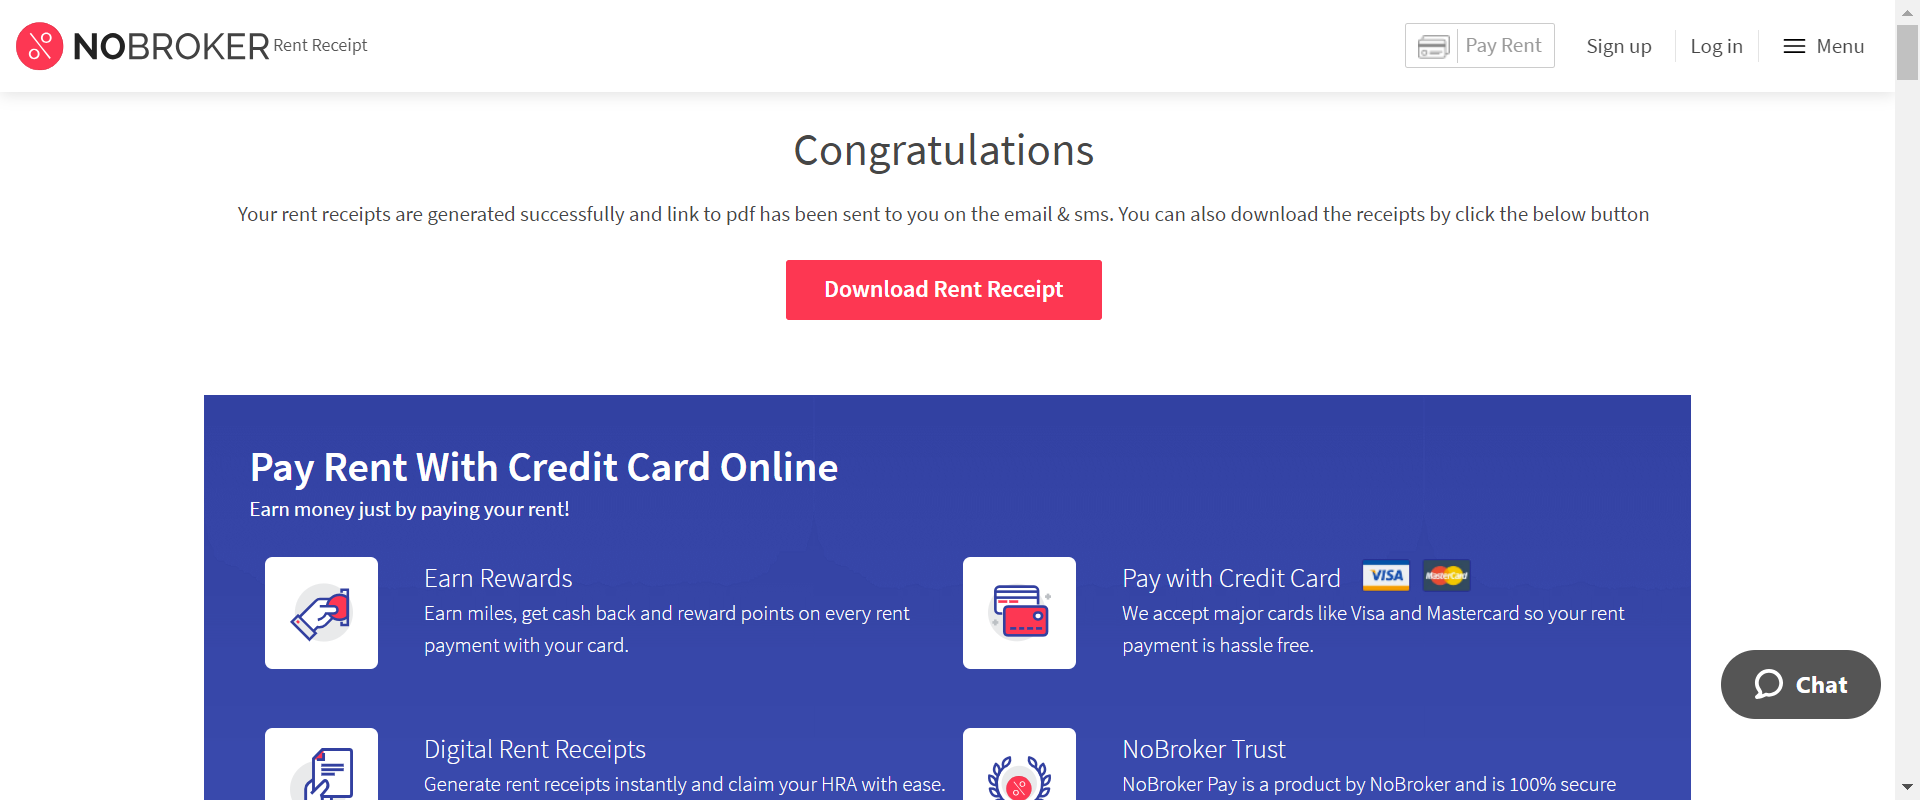 NOBROKER Rent Receipt
Pay Rent
Sign up
Log in
Menu
Congratulations
Your rent receipts are generated successfully and link to pdf has been sent to you on the email & sms. You can also download the receipts by click the below button
Download Rent Receipt
Pay Rent With Credit Card Online
Earn money just by paying your rent!
Earn Rewards
Earn miles, get cash back and reward points on every rent
payment with your card.
Pay with Credit Card VISA MasterCard
We accept major cards like Visa and Mastercard so your rent
payment is hassle free.
Chat
Digital Rent Receipts
Generate rent receipts instantly and claim your HRA with ease.
NoBroker Trust
NoBroker Pay is a product by NoBroker and is 100% secure